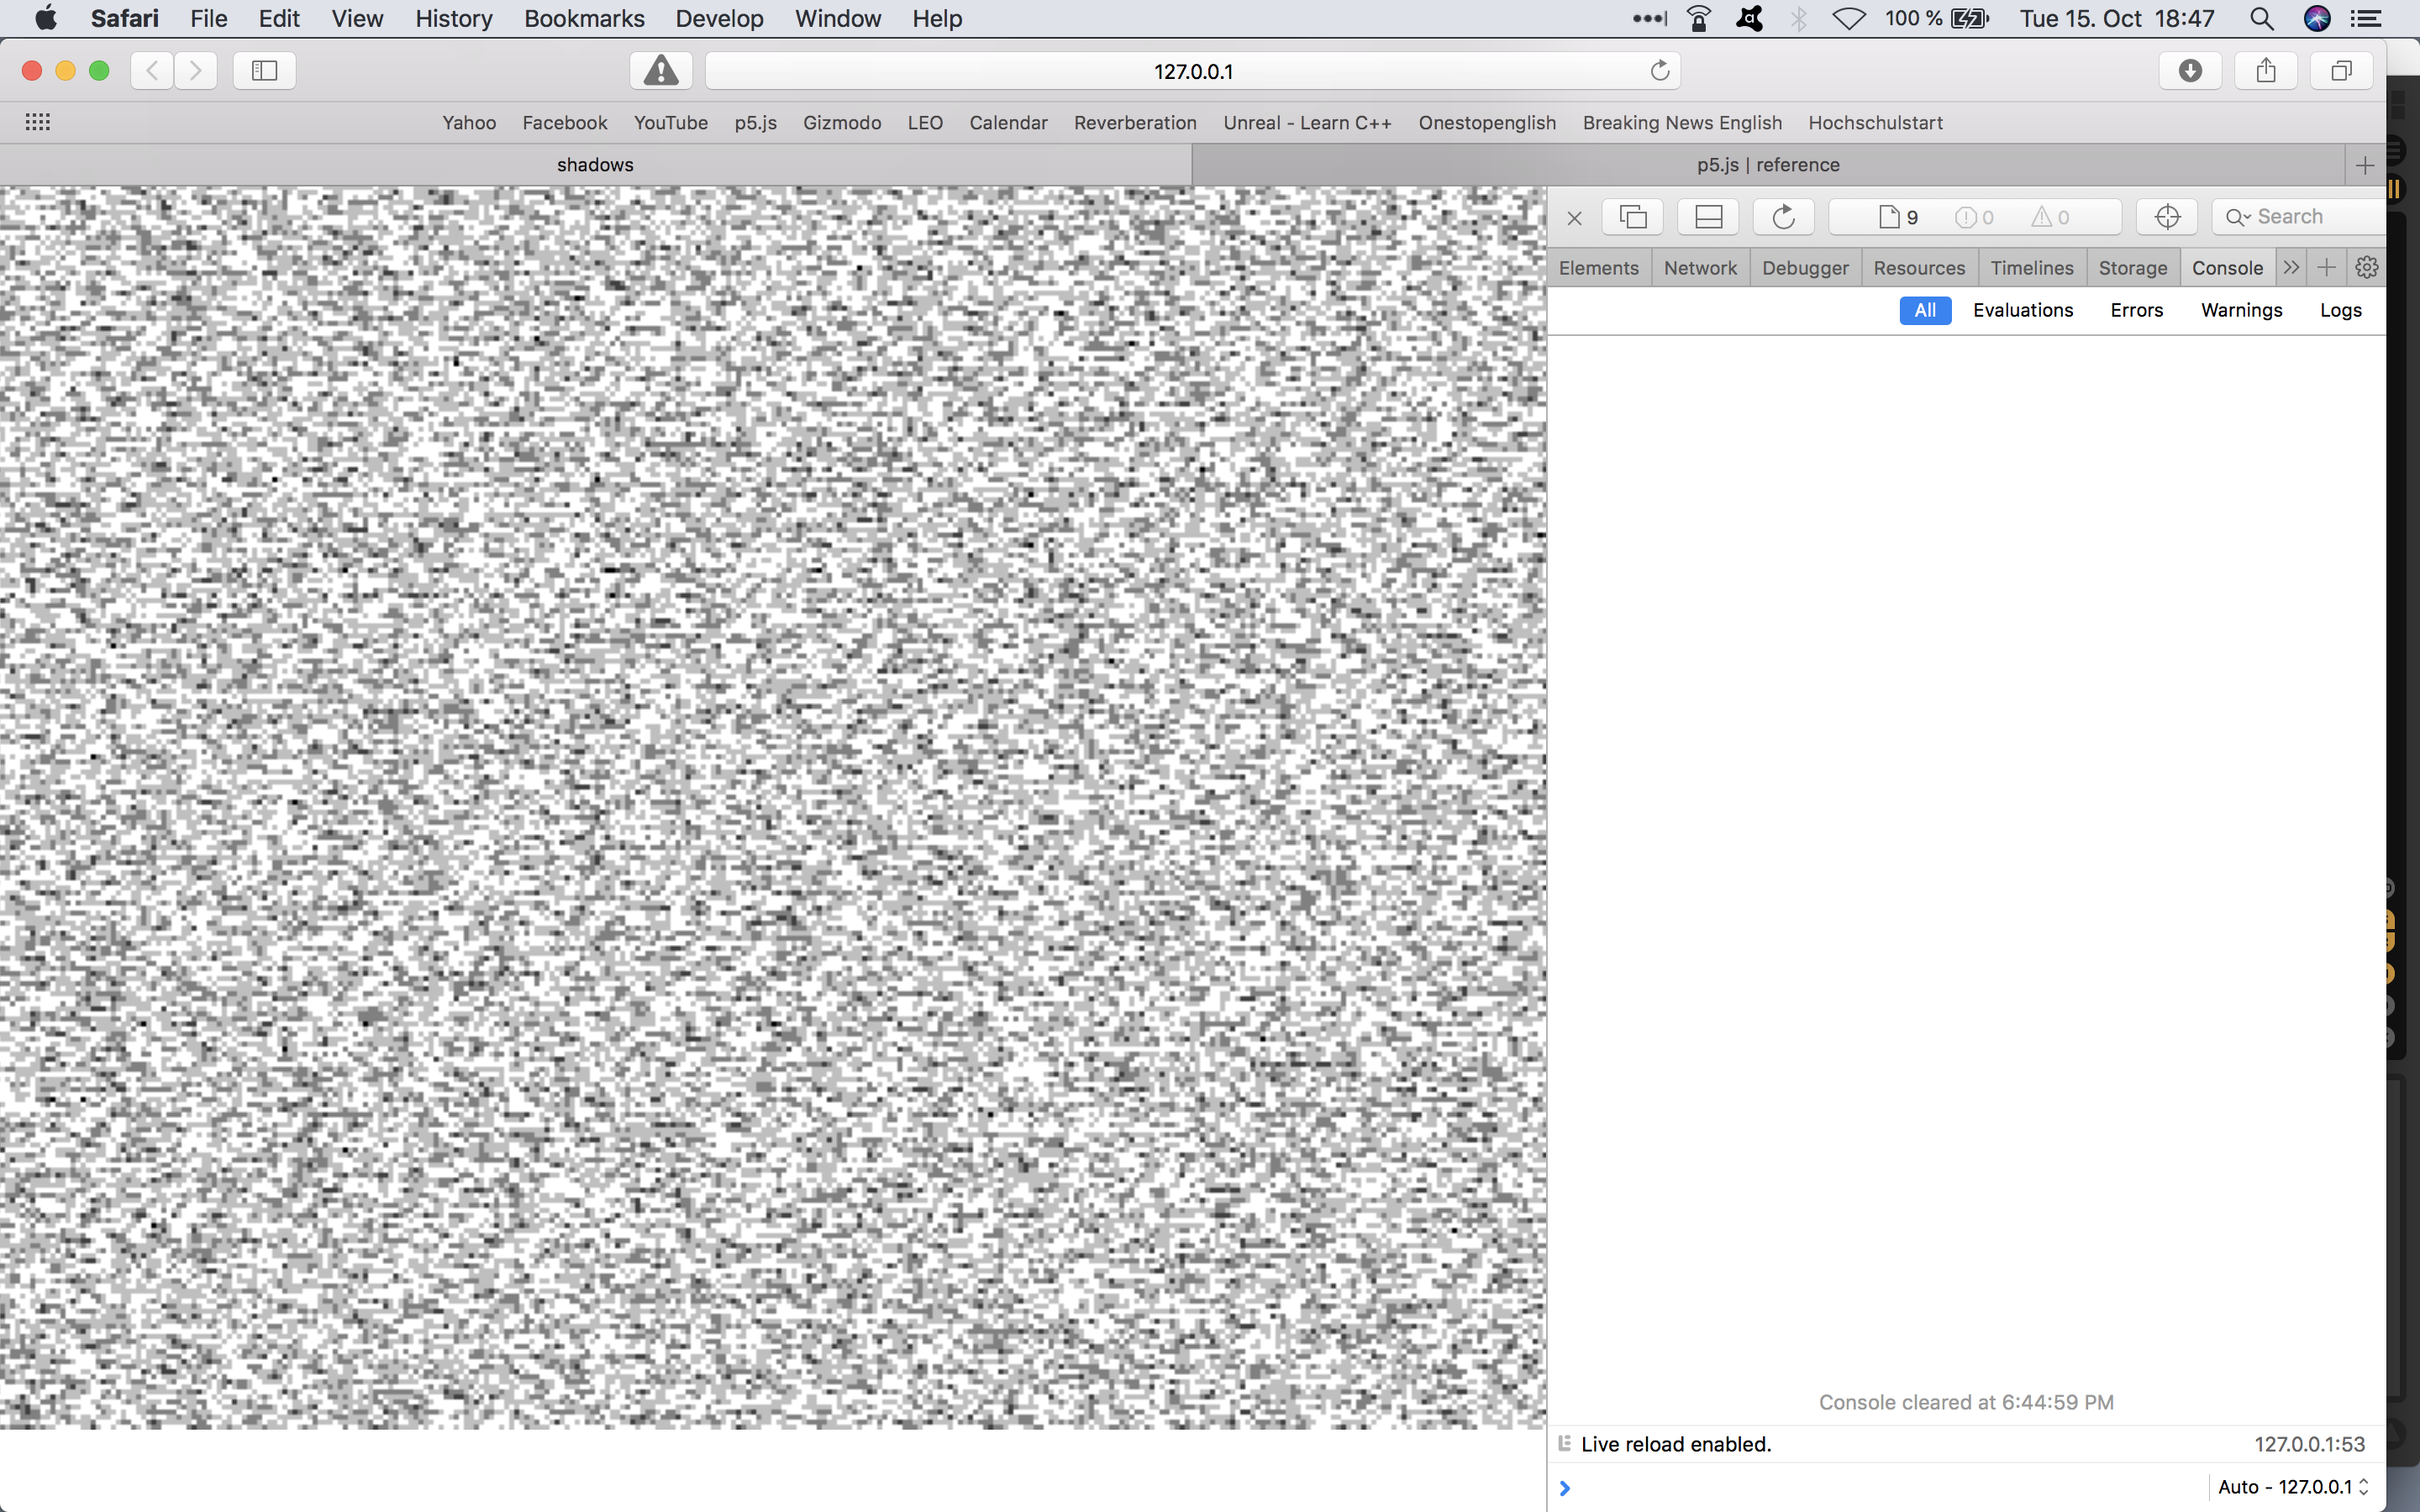 Safari File Edit View History Bookmarks Develop Window Help 100 % Tue 15. Oct 18:47
127.0.0.1
Yahoo Facebook YouTube p5.js Gizmodo LEO Calendar Reverberation Unreal - Learn C++ Onestopenglish Breaking News English Hochschulstart
shadows p5.js | reference
9 0 0 Search
Elements Network Debugger Resources Timelines Storage Console
All Evaluations Errors Warnings Logs
Console cleared at 6:44:59 PM
Live reload enabled. 127.0.0.1:53
Auto - 127.0.0.1